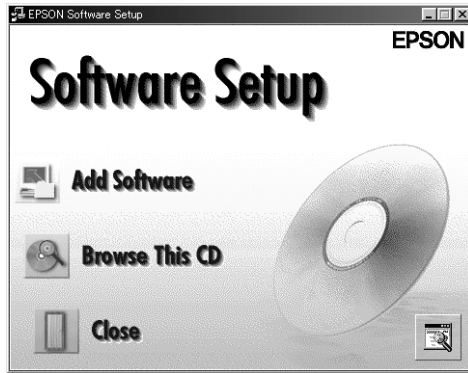 EPSON Software Setup
EPSON
Software Setup
Add Software
Browse This CD
Close